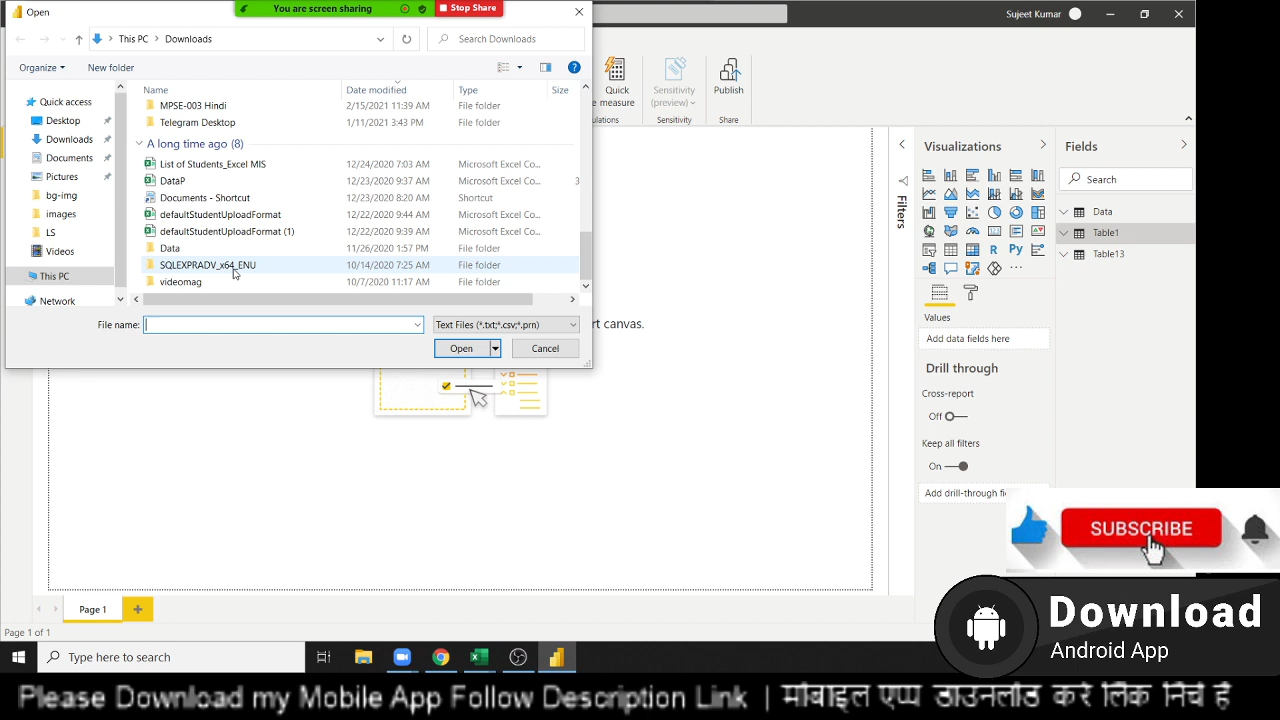 Open
You are screen sharing
Stop Share
Sujeet Kumar
This PC
Downloads
Search Downloads
Organize
New folder
Quick access
Desktop
Downloads
Documents
Pictures
bg-img
images
LS
Videos
This PC
Network
Name
Date modified
Type
Size
MPSE-003 Hindi 2/15/2021 11:39 AM File folder
Telegram Desktop 1/11/2021 3:43 PM File folder
A long time ago (8)
List of Students_Excel MIS 12/24/2020 7:03 AM Microsoft Excel Co...
DataP 12/23/2020 9:37 AM Microsoft Excel Co... 3
Documents - Shortcut 12/23/2020 8:20 AM Shortcut
defaultStudentUploadFormat 12/22/2020 9:44 AM Microsoft Excel Co...
defaultStudentUploadFormat (1) 12/22/2020 9:39 AM Microsoft Excel Co...
Data 11/26/2020 1:57 PM File folder
SQLEXPRADV_x64_ENU 10/14/2020 7:25 AM File folder
videomag 10/7/2020 11:17 AM File folder
File name:
Text Files (*.txt;*.csv;*.prn)
Open
Cancel
Quick
measure
Sensitivity
(preview)
Publish
ulations
Sensitivity
Share
rt canvas.
Filters
Visualizations
Fields
Search
Data
Table1
Table13
R
Py
Values
Add data fields here
Drill through
Cross-report
Off
Keep all filters
On
Add drill-through fi
SUBSCRIBE
Download
Android App
Page 1
Page 1 of 1
Type here to search
Please Download my Mobile App Follow Description Link | मोबाइल एप्प डाउनलोड करे लिंक निचे है